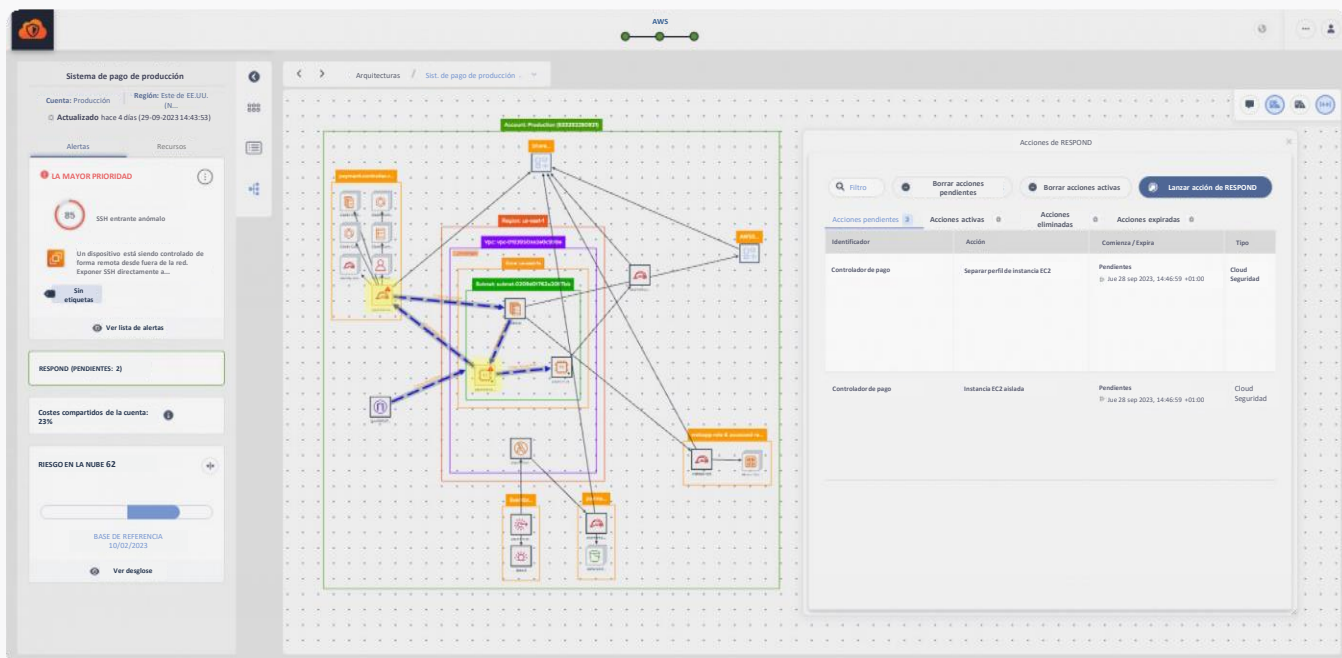 AWS
Sistema de pago de producción
Cuenta: Producción
Región: Este de EE.UU.
(N...
Actualizado hace 4 días (29-09-2023 14:43:53)
Alertas
Recursos
LA MAYOR PRIORIDAD
85
SSH entrante anómalo
Un dispositivo está siendo controlado de
forma remota desde fuera de la red.
Exponer SSH directamente a...
Sin
etiquetas
Ver lista de alertas
RESPOND (PENDIENTES: 2)
Costes compartidos de la cuenta:
23%
RIESGO EN LA NUBE 62
BASE DE REFERENCIA
10/02/2023
Ver desglose
Arquitecturas / Sist. de pago de producción
Region: us-east-1
Acciones de RESPOND
Filtro
Borrar acciones
pendientes
Borrar acciones activas
Lanzar acción de RESPOND
Acciones pendientes 2
Acciones activas 0
Acciones
eliminadas
0
Acciones expiradas 0
Identificador
Acción
Comienza / Expira
Tipo
Controlador de pago
Separar perfil de instancia EC2
Pendientes
Jue 28 sep 2023, 14:46:59 +01:00
Cloud
Seguridad
Controlador de pago
Instancia EC2 aislada
Pendientes
Jue 28 sep 2023, 14:46:59 +01:00
Cloud
Seguridad